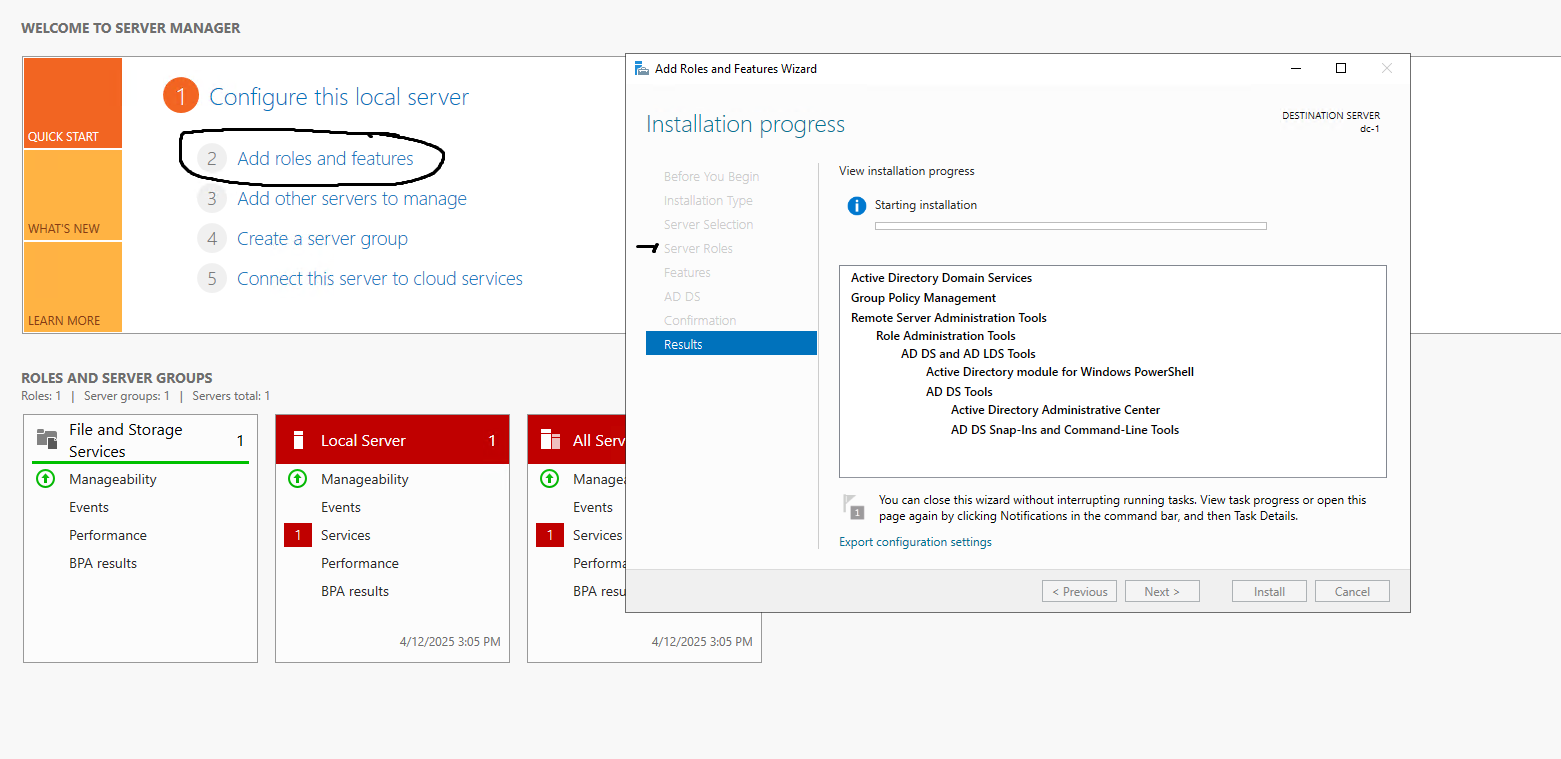 WELCOME TO SERVER MANAGER
QUICK START
WHAT'S NEW
LEARN MORE
1 Configure this local server
2 Add roles and features
3 Add other servers to manage
4 Create a server group
5 Connect this server to cloud services
ROLES AND SERVER GROUPS
Roles: 1 | Server groups: 1 | Servers total: 1
File and Storage
Services
1
Manageability
Events
Performance
BPA results
Local Server 1
Manageability
Events
1 Services
Performance
BPA results
4/12/2025 3:05 PM
All Serv
Manage
Events
1 Services
Performa
BPA resu
4/12/2025 3:05 PM
Add Roles and Features Wizard
Installation progress
DESTINATION SERVER
dc-1
Before You Begin
Installation Type
Server Selection
Server Roles
Features
AD DS
Confirmation
Results
View installation progress
Starting installation
Active Directory Domain Services
Group Policy Management
Remote Server Administration Tools
Role Administration Tools
AD DS and AD LDS Tools
Active Directory module for Windows PowerShell
AD DS Tools
Active Directory Administrative Center
AD DS Snap-Ins and Command-Line Tools
1
You can close this wizard without interrupting running tasks. View task progress or open this
page again by clicking Notifications in the command bar, and then Task Details.
Export configuration settings
< Previous Next > Install Cancel